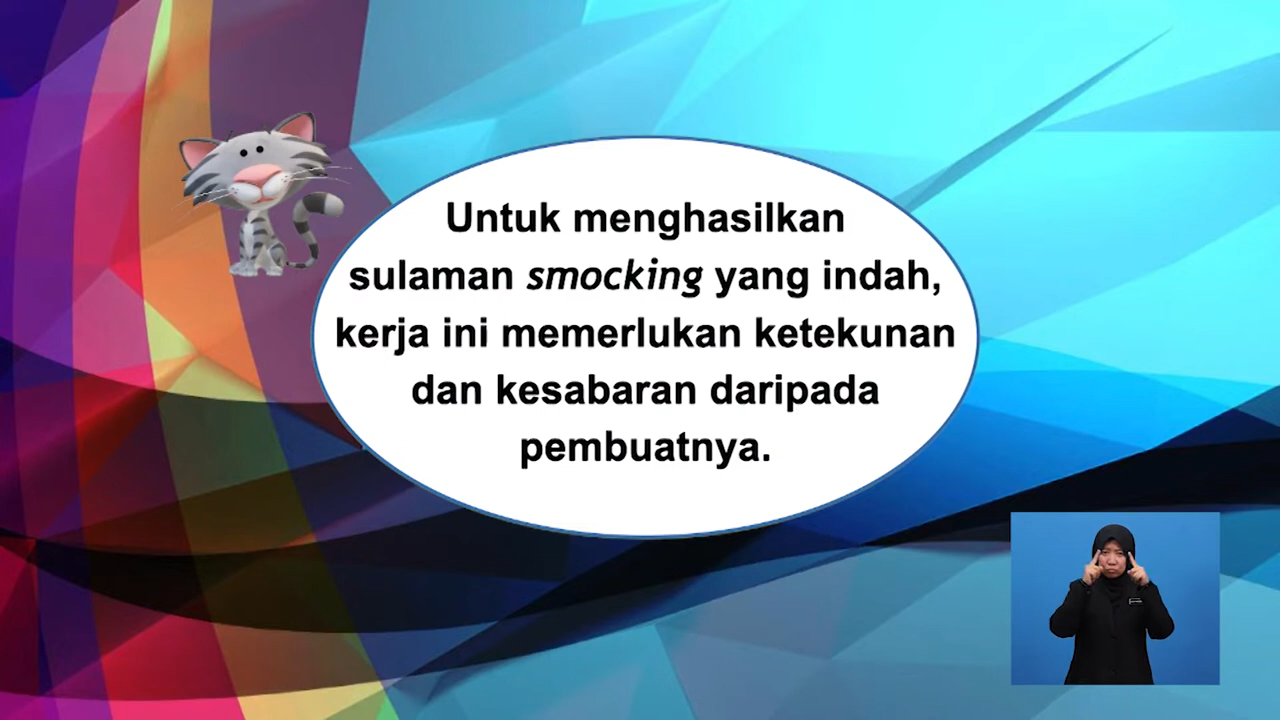 Untuk menghasilkan
sulaman smocking yang indah,
kerja ini memerlukan ketekunan
dan kesabaran daripada
pembuatnya.